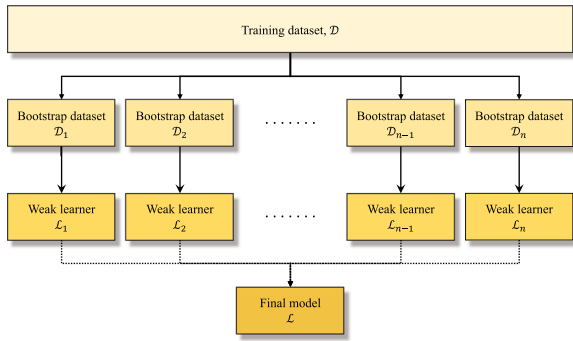 Training dataset, 𝒟
Bootstrap dataset
𝒟₁
Bootstrap dataset
𝒟₂
. . . . . . .
Bootstrap dataset
𝒟ₙ₋₁
Bootstrap dataset
𝒟ₙ
Weak learner
ℒ₁
Weak learner
ℒ₂
. . . . . . .
Weak learner
ℒₙ₋₁
Weak learner
ℒₙ
Final model
ℒ